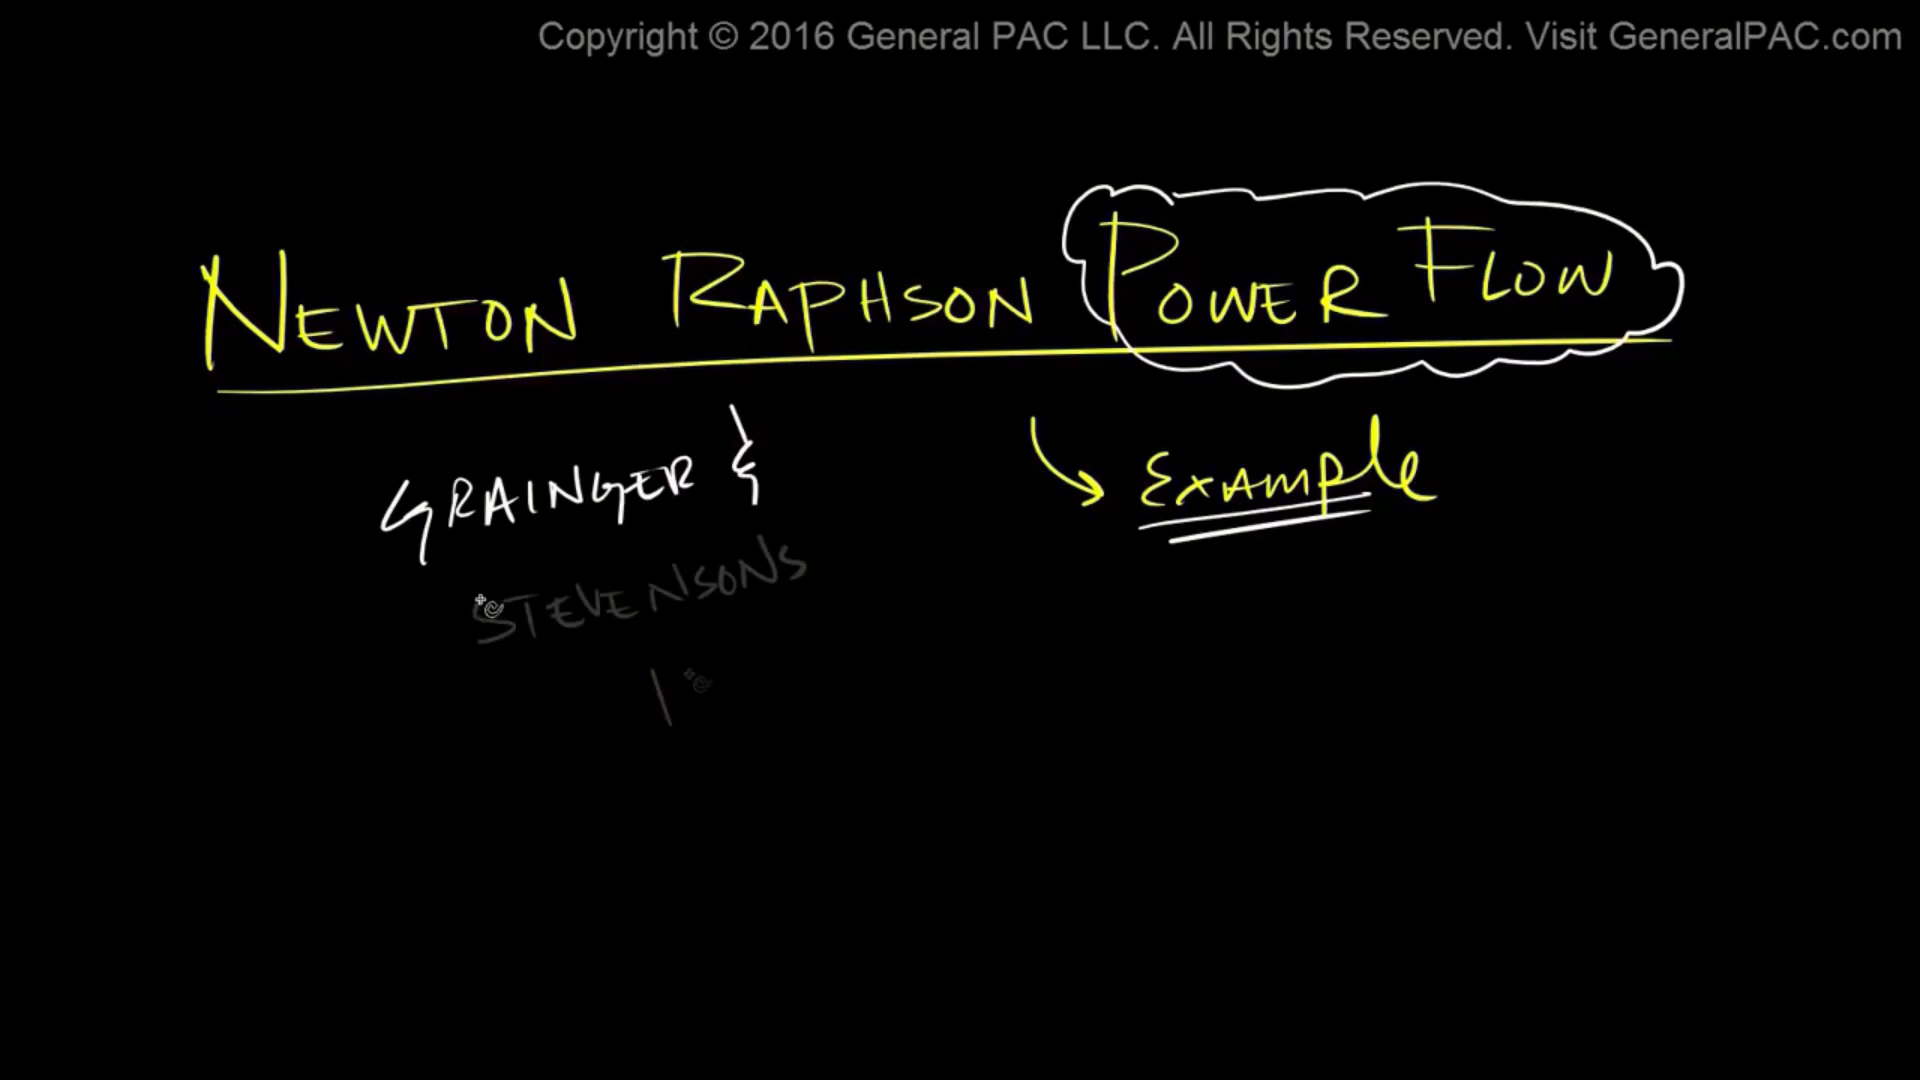 Copyright © 2016 General PAC LLC. All Rights Reserved. Visit GeneralPAC.com
NEWTON RAPHSON POWER FLOW
GRAINGER &
Example
STEVENSONS